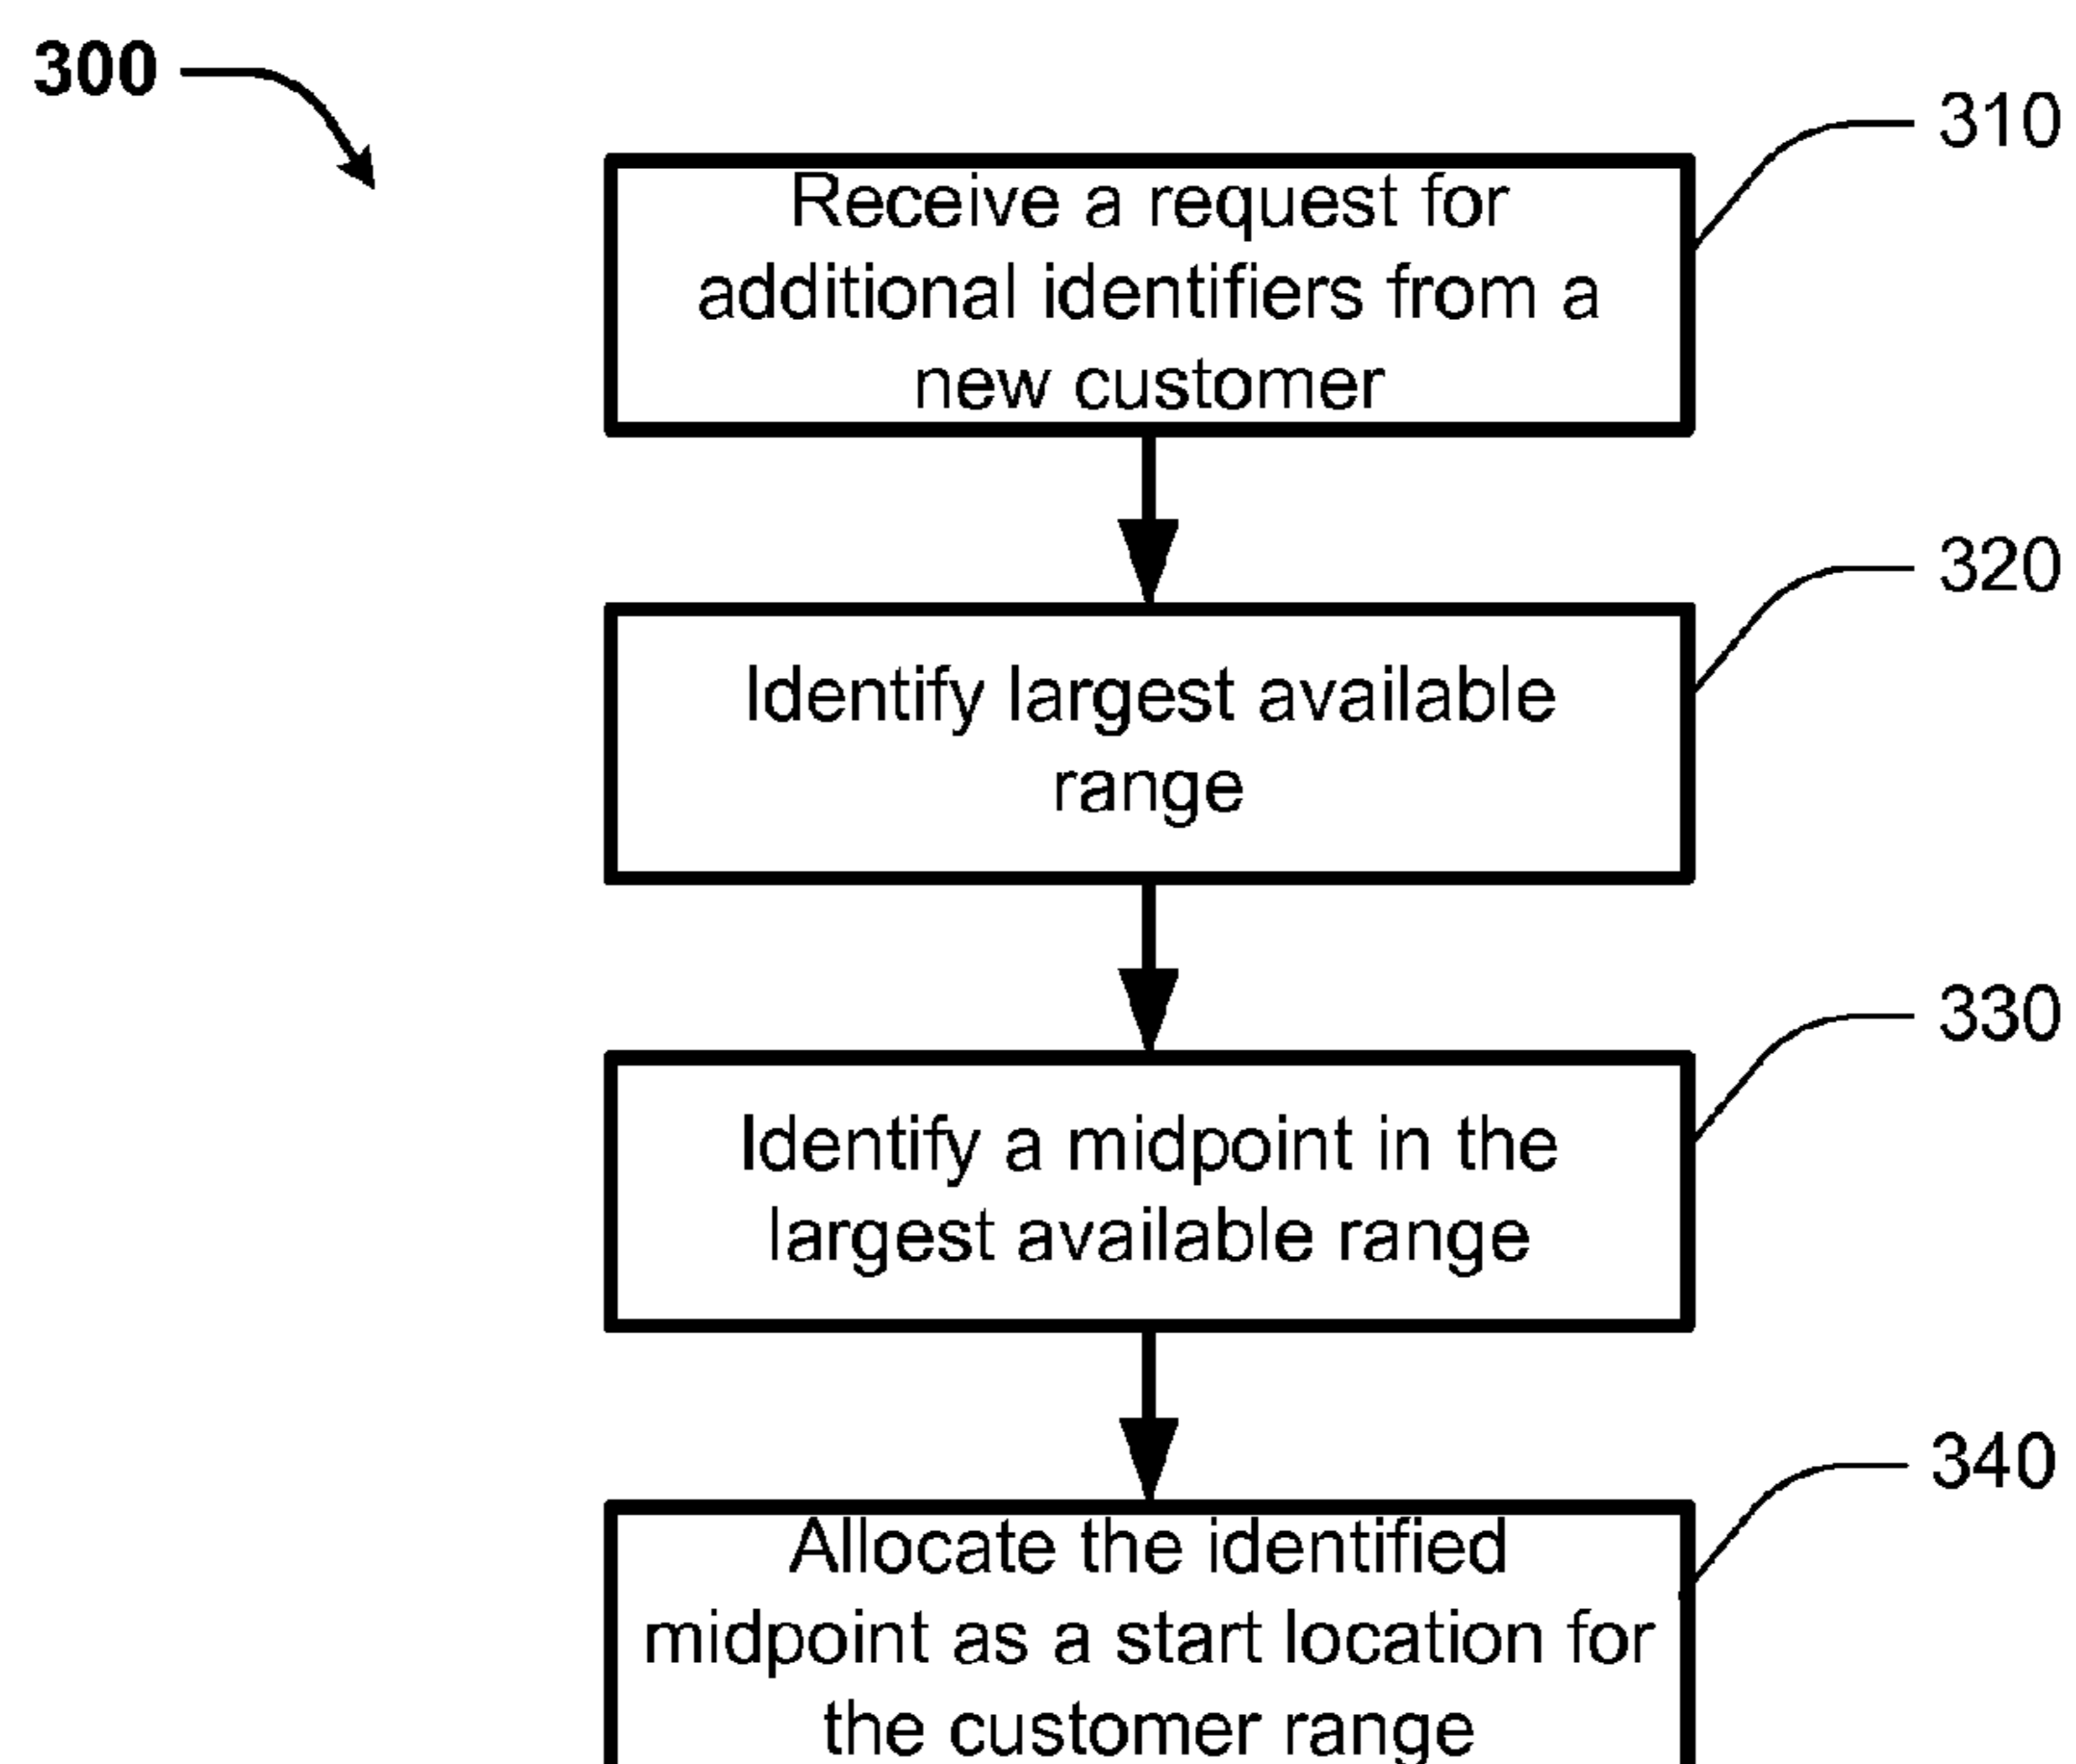 300
310
Receive a request for
additional identifiers from a
new customer
320
Identify largest available
range
330
Identify a midpoint in the
largest available range
340
Allocate the identified
midpoint as a start location for
the customer range